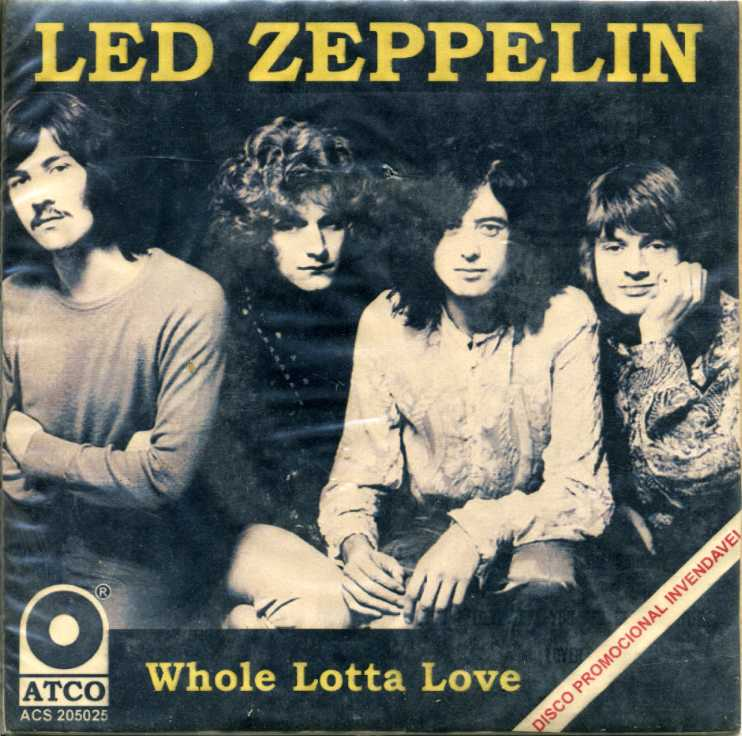 LED ZEPPELIN
DISCO PROMOCIONAL INVENDAVEL
®
ATCO
ACS 205025
Whole Lotta Love